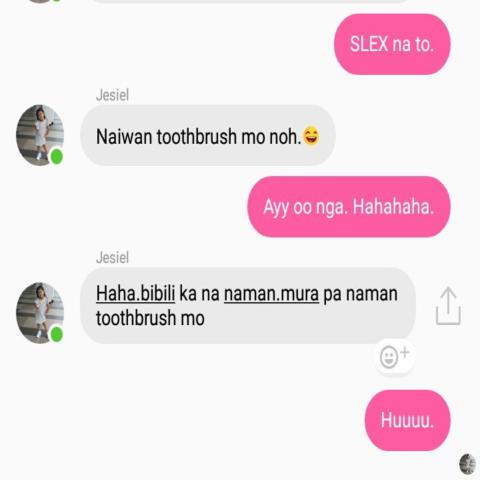 SLEX na to.
Jesiel
Naiwan toothbrush mo noh.😅
Ayy oo nga. Hahahaha.
Jesiel
Haha.bibili ka na naman.mura pa naman
toothbrush mo
Huuuu.